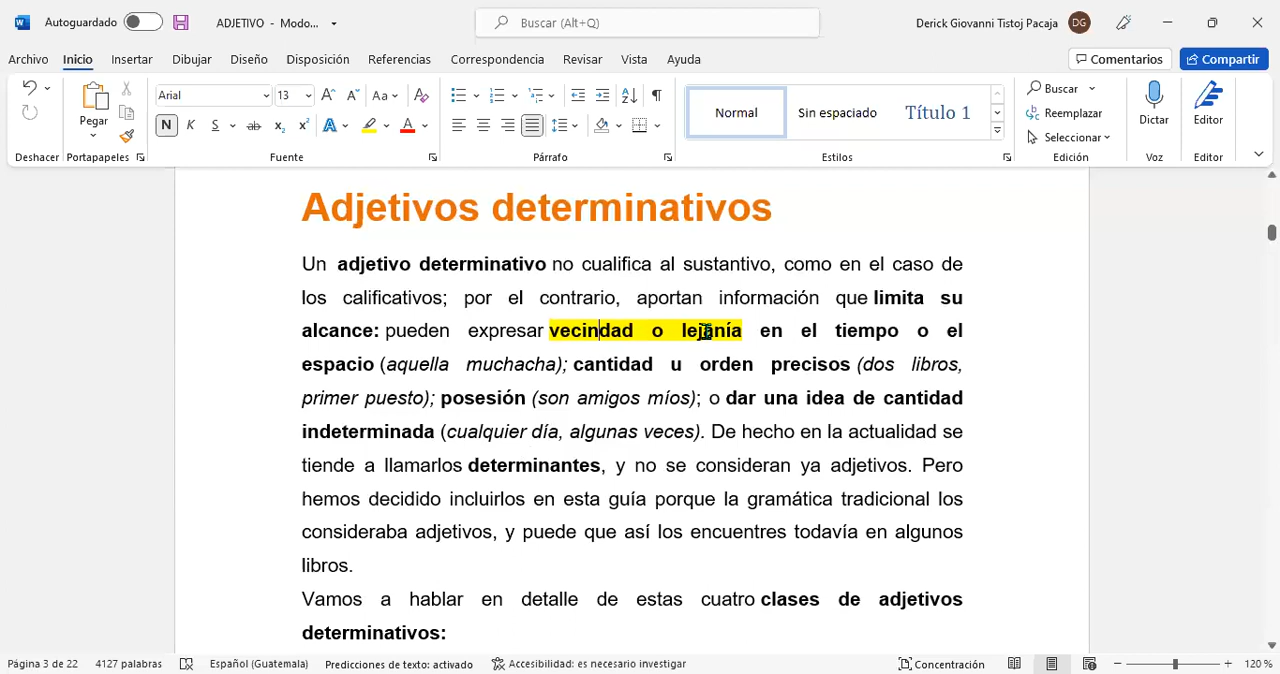 Autoguardado
ADJETIVO - Modo...
Buscar (Alt+Q)
Derick Giovanni Tistoj Pacaja
DG
Archivo Inicio Insertar Dibujar Diseño Disposición Referencias Correspondencia Revisar Vista Ayuda
Comentarios Compartir
Pegar
Arial 13
Normal Sin espaciado Título 1
Buscar
Reemplazar
Seleccionar
Dictar
Editor
Deshacer Portapapeles Fuente Párrafo Estilos Edición Voz Editor
Adjetivos determinativos
Un adjetivo determinativo no cualifica al sustantivo, como en el caso de
los calificativos; por el contrario, aportan información que limita su
alcance: pueden expresar vecindad o lejanía en el tiempo o el
espacio (aquella muchacha); cantidad u orden precisos (dos libros,
primer puesto); posesión (son amigos míos); o dar una idea de cantidad
indeterminada (cualquier día, algunas veces). De hecho en la actualidad se
tiende a llamarlos determinantes, y no se consideran ya adjetivos. Pero
hemos decidido incluirlos en esta guía porque la gramática tradicional los
consideraba adjetivos, y puede que así los encuentres todavía en algunos
libros.
Vamos a hablar en detalle de estas cuatro clases de adjetivos
determinativos:
Página 3 de 22 4127 palabras Español (Guatemala) Predicciones de texto: activado Accesibilidad: es necesario investigar Concentración 120 %